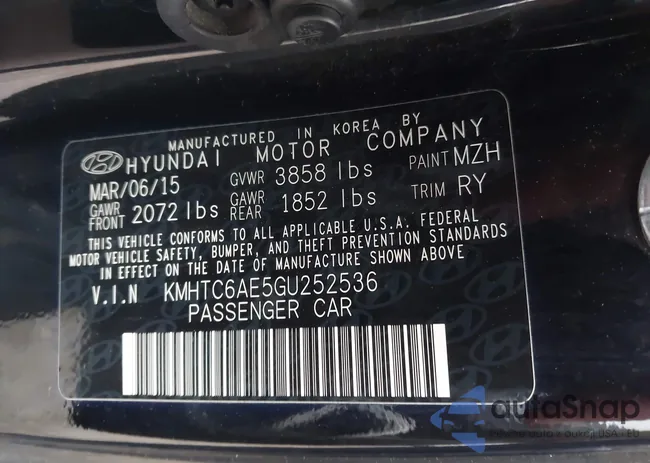 MANUFACTURED IN KOREA BY
HYUNDAI MOTOR COMPANY
MAR/06/15 GVWR 3858 lbs PAINT MZH
GAWR FRONT 2072 lbs GAWR REAR 1852 lbs TRIM RY
THIS VEHICLE CONFORMS TO ALL APPLICABLE U.S.A. FEDERAL
MOTOR VEHICLE SAFETY, BUMPER, AND THEFT PREVENTION STANDARDS
IN EFFECT ON THE DATE OF MANUFACTURE SHOWN ABOVE
V.I.N KMHTC6AE5GU252536
PASSENGER CAR
autoSnap